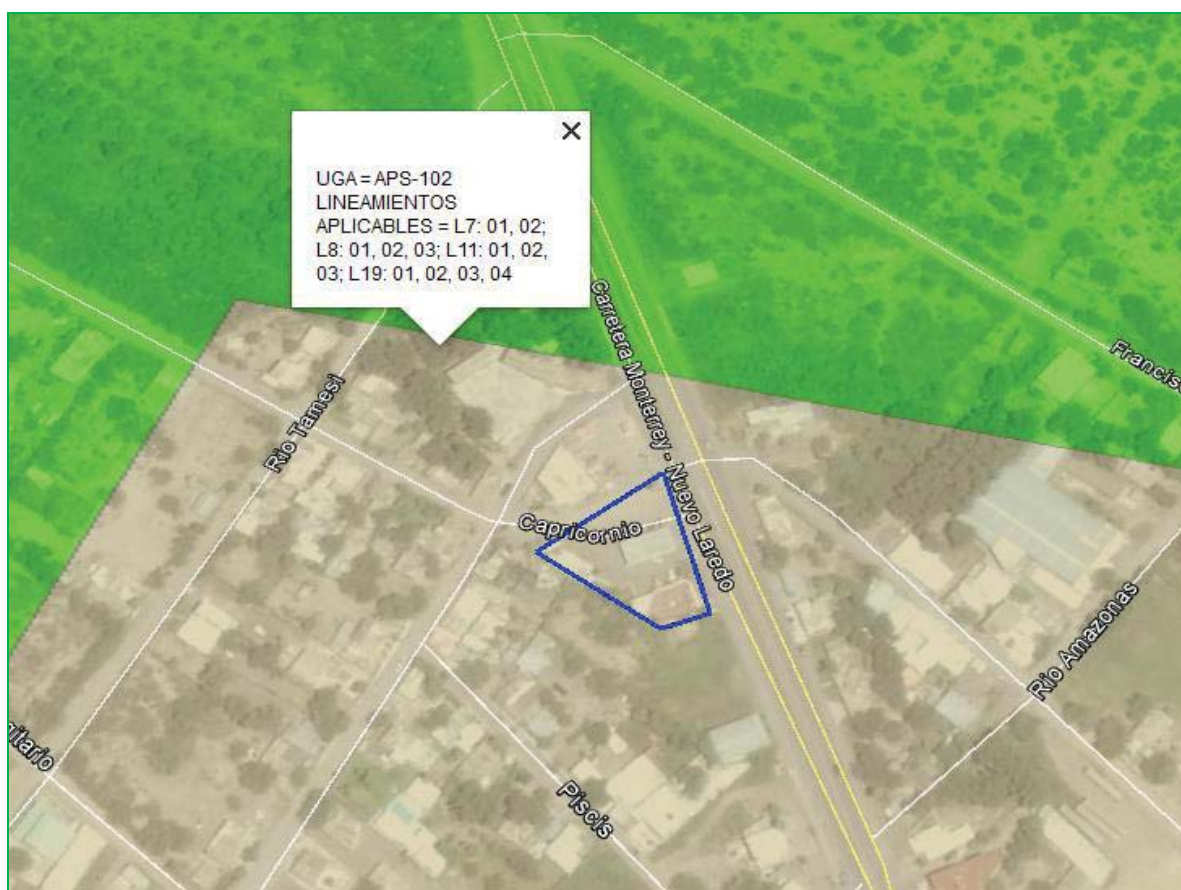 UGA = APS-102
LINEAMIENTOS
APLICABLES = L7: 01, 02;
L8: 01, 02, 03; L11: 01, 02,
03; L19: 01, 02, 03, 04
Carretera Monterrey - Nuevo Laredo
Rio Tamesi
Capricornio
Rio Amazonas
Piscis